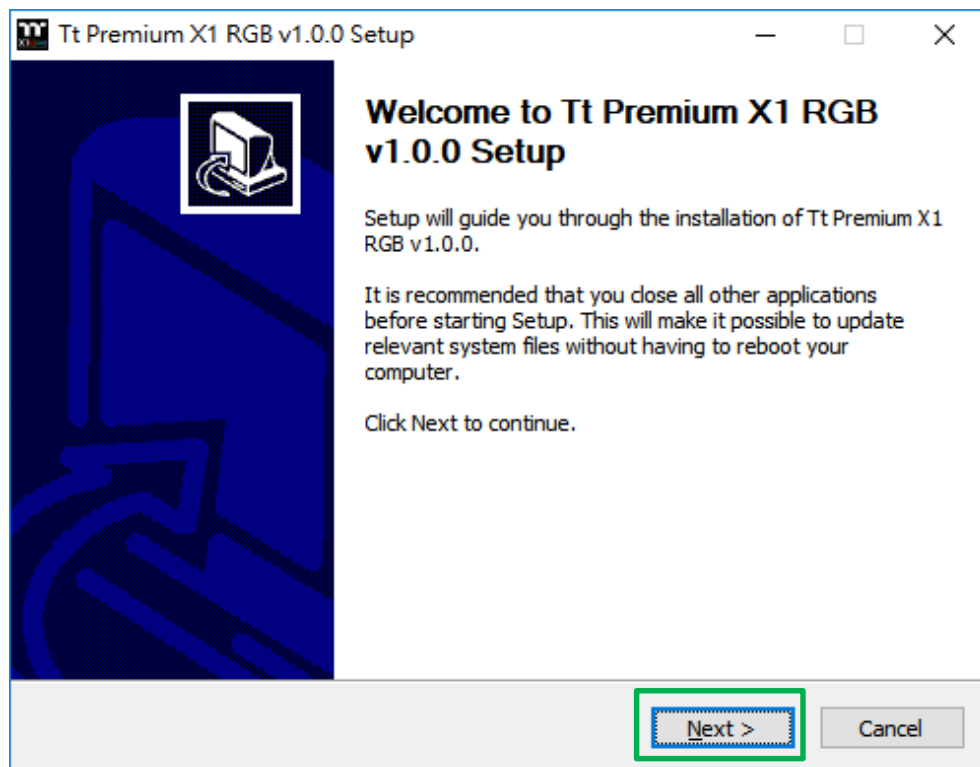 Tt Premium X1 RGB v1.0.0 Setup
Welcome to Tt Premium X1 RGB
v1.0.0 Setup
Setup will guide you through the installation of Tt Premium X1
RGB v1.0.0.
It is recommended that you close all other applications
before starting Setup. This will make it possible to update
relevant system files without having to reboot your
computer.
Click Next to continue.
Next >
Cancel